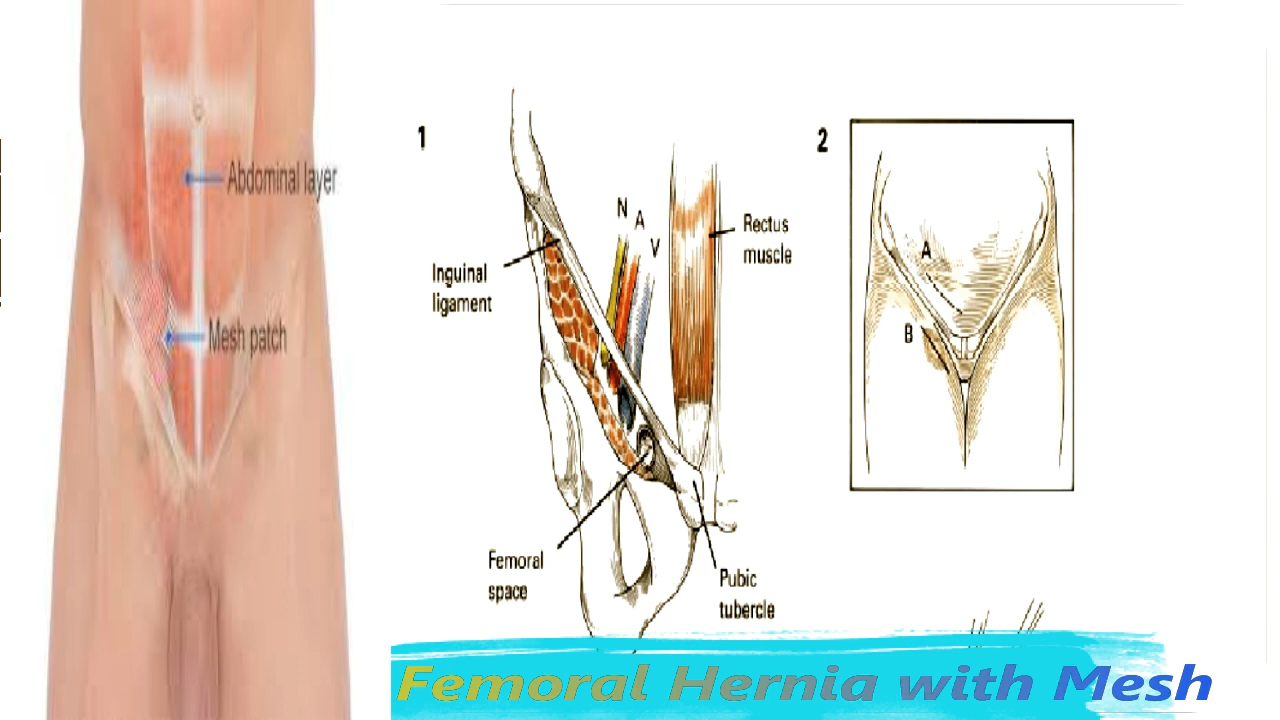 Abdominal layer
Mesh patch
1
N A
V
Inguinal
ligament
Rectus
muscle
Femoral
space
Pubic
tubercle
2
A
B
Femoral Hernia with Mesh